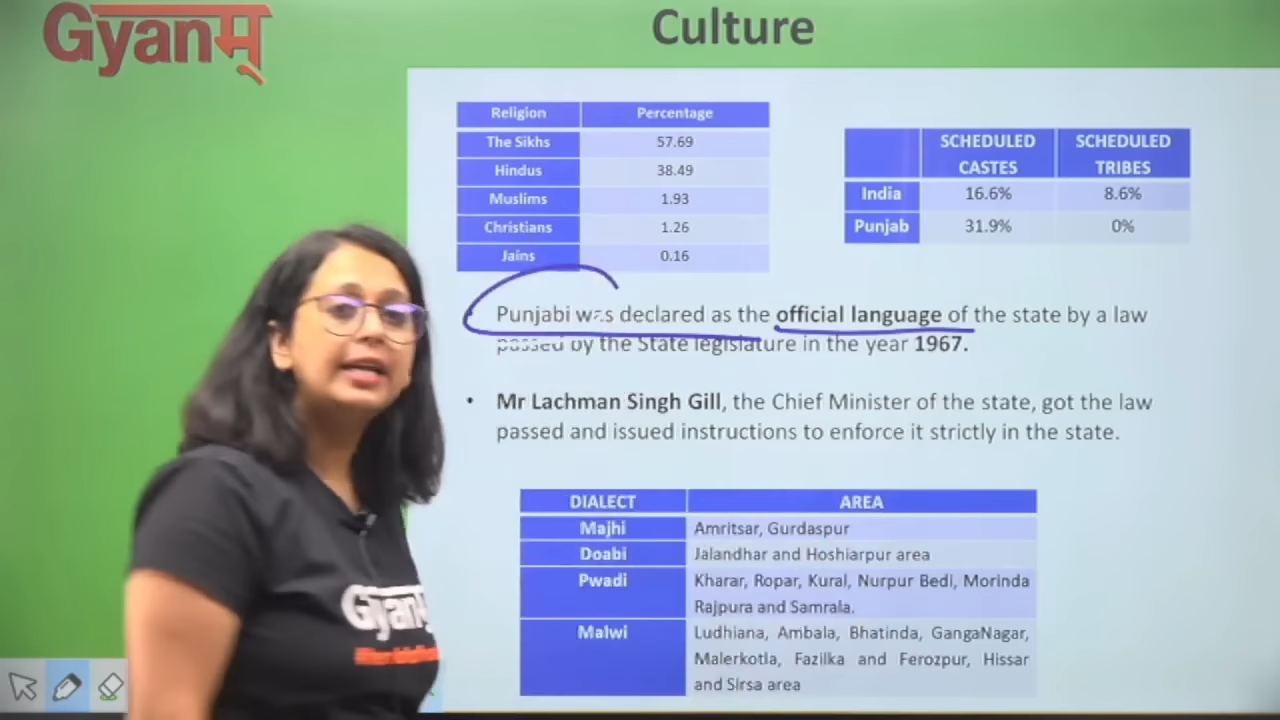 Gyanम्
Culture
Religion Percentage
The Sikhs 57.69
Hindus 38.49
Muslims 1.93
Christians 1.26
Jains 0.16
SCHEDULED CASTES SCHEDULED TRIBES
India 16.6% 8.6%
Punjab 31.9% 0%
Punjabi was declared as the official language of the state by a law
passed by the State legislature in the year 1967.
• Mr Lachman Singh Gill, the Chief Minister of the state, got the law
passed and issued instructions to enforce it strictly in the state.
DIALECT AREA
Majhi Amritsar, Gurdaspur
Doabi Jalandhar and Hoshiarpur area
Pwadi Kharar, Ropar, Kural, Nurpur Bedi, Morinda
Rajpura and Samrala.
Malwi Ludhiana, Ambala, Bhatinda, GangaNagar,
Malerkotla, Fazilka and Ferozpur, Hissar
and Sirsa area